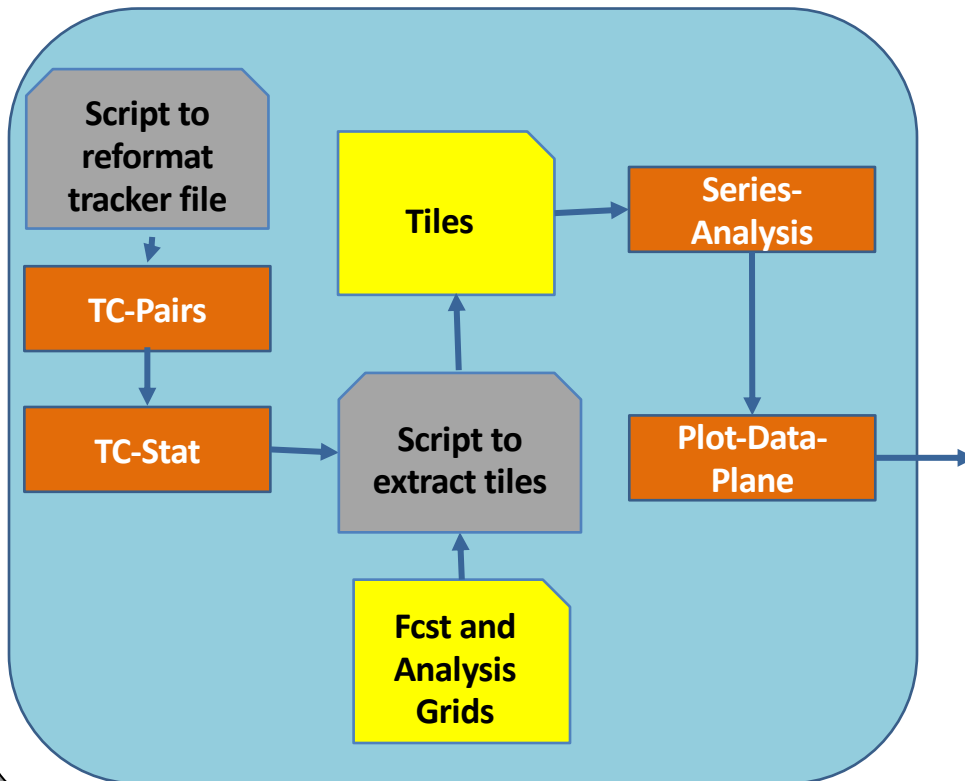 Script to
reformat
tracker file
TC-Pairs
TC-Stat
Tiles
Script to
extract tiles
Fcst and
Analysis
Grids
Series-
Analysis
Plot-Data-
Plane